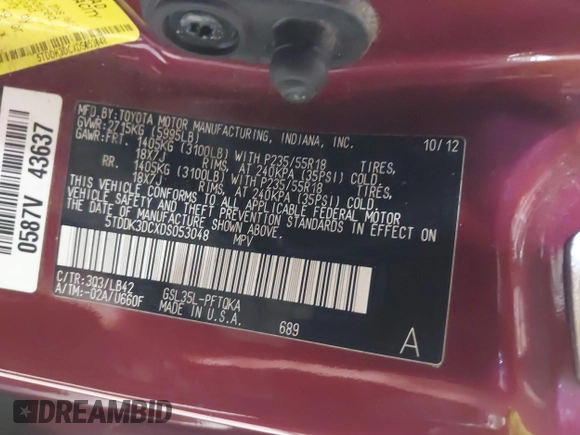 5TDDK3DCXDS053048
0587V 43637
MFD.BY:TOYOTA MOTOR MANUFACTURING, INDIANA, INC. 10/12
GVWR:2715KG (5995LB)
GAWR:FRT. 1405KG (3100LB) WITH P235/55R18 TIRES,
18X7J RIMS, AT 240KPA (35PSI) COLD
RR. 1405KG (3100LB) WITH P235/55R18 TIRES,
18X7J RIMS, AT 240KPA (35PSI) COLD
THIS VEHICLE CONFORMS TO ALL APPLICABLE FEDERAL MOTOR
VEHICLE SAFETY AND THEFT PREVENTION STANDARDS IN EFFECT ON
THE DATE OF MANUFACTURE SHOWN ABOVE.
5TDDK3DCXDS053048 MPV
C/TR:3Q3/LB42 GSL35L-PFTQKA
A/TM:-02A/U660F MADE IN U.S.A.
689
A
DREAMBID